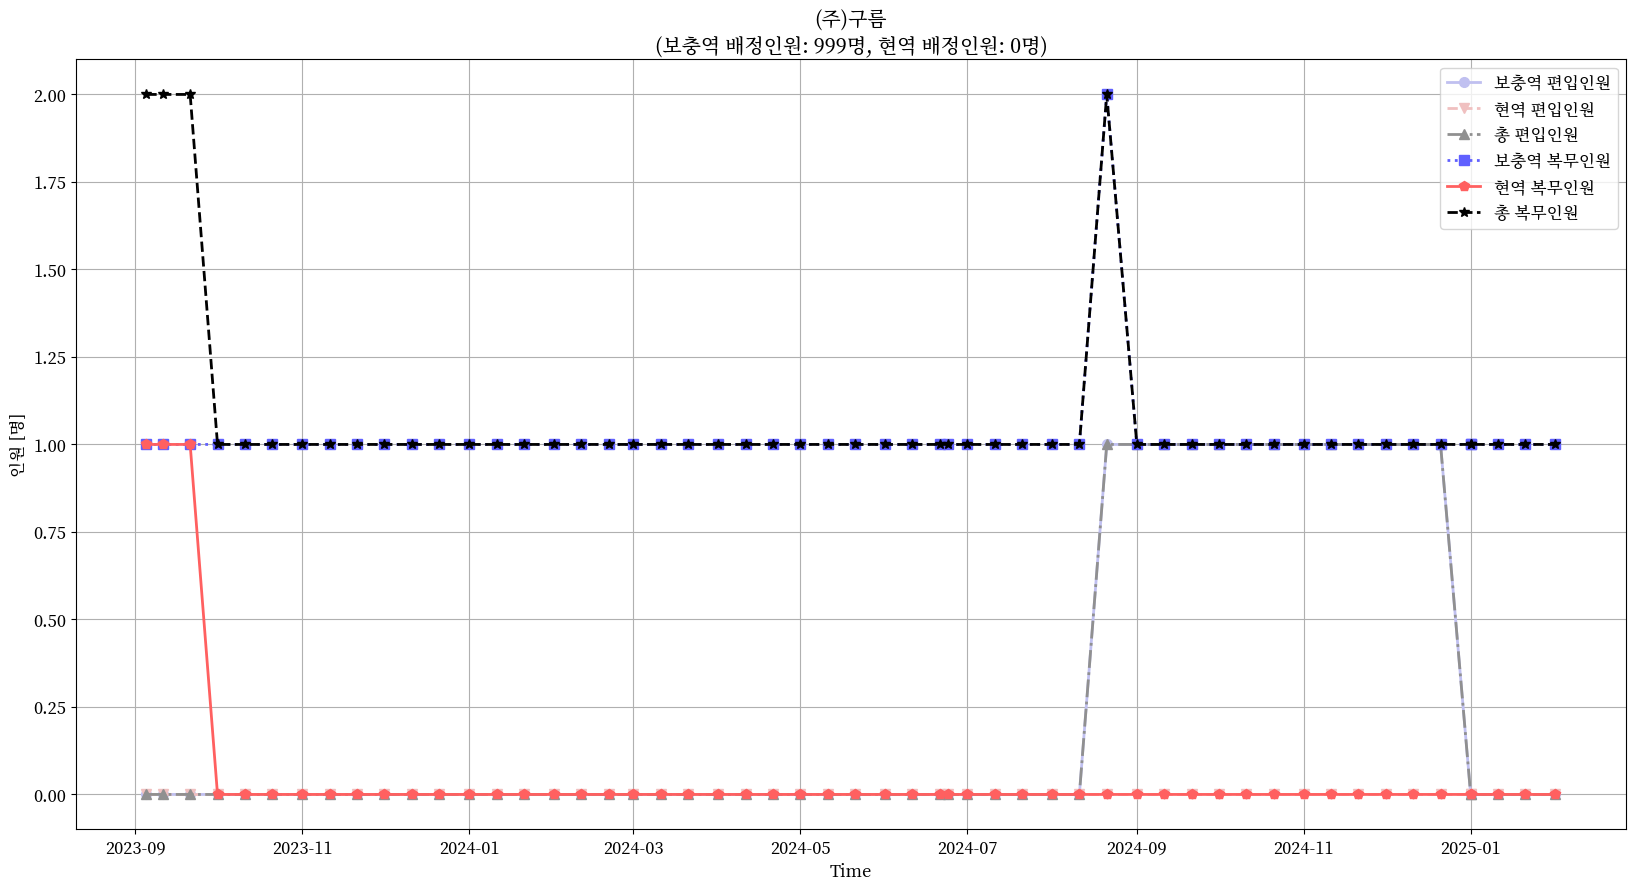 (주)구름
(보충역 배정인원: 999명, 현역 배정인원: 0명)
보충역 편입인원
현역 편입인원
총 편입인원
보충역 복무인원
현역 복무인원
총 복무인원
인원 [명]
2.00
1.75
1.50
1.25
1.00
0.75
0.50
0.25
0.00
2023-09 2023-11 2024-01 2024-03 2024-05 2024-07 2024-09 2024-11 2025-01
Time